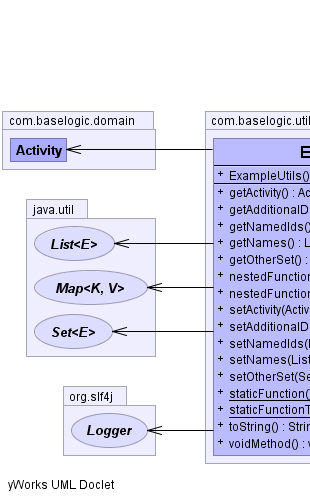 com.baselogic.domain
Activity
java.util
List<E>
Map<K, V>
Set<E>
org.slf4j
Logger
com.baselogic.util
E
+ ExampleUtils()
+ getActivity() : Ac
+ getAdditionalD
+ getNamedIds()
+ getNames() : L
+ getOtherSet() :
+ nestedFunction
+ nestedFunction
+ setActivity(Activ
+ setAdditionalD
+ setNamedIds(
+ setNames(List
+ setOtherSet(Se
+ staticFunction(
+ staticFunctionT
+ toString() : Strin
+ voidMethod() : v
yWorks UML Doclet